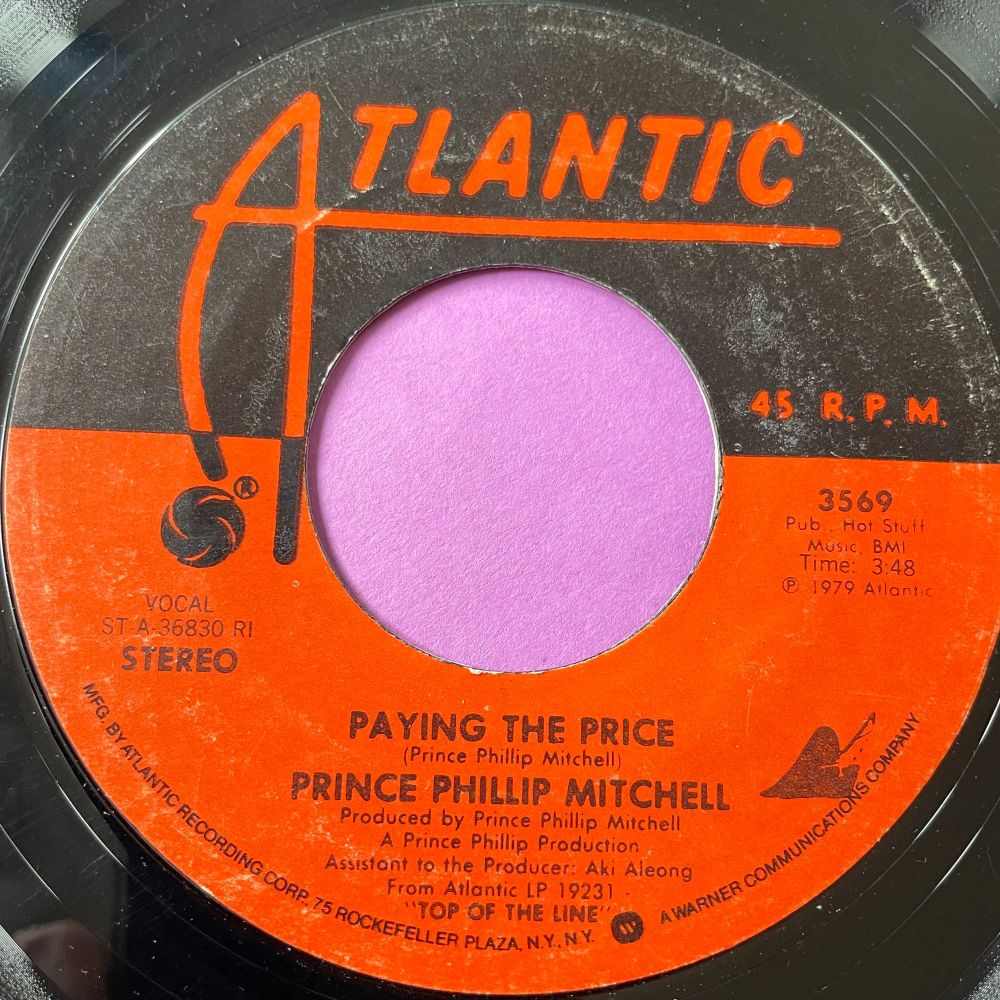 ATLANTIC
45 R.P.M.
®
3569
Pub., Hot Stuff
Music, BMI
Time: 3:48
℗ 1979 Atlantic
VOCAL
ST-A-36830 RI
STEREO
PAYING THE PRICE
(Prince Phillip Mitchell)
PRINCE PHILLIP MITCHELL
Produced by Prince Phillip Mitchell
A Prince Phillip Production
Assistant to the Producer: Aki Aleong
From Atlantic LP 19231
"TOP OF THE LINE"
MFG. BY ATLANTIC RECORDING CORP. 75 ROCKEFELLER PLAZA, N.Y., N.Y. A WARNER COMMUNICATIONS COMPANY